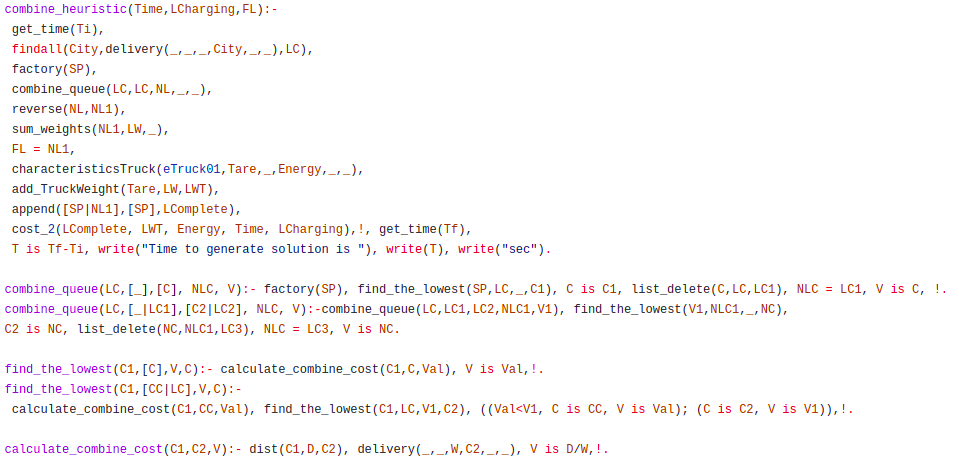 combine_heuristic(Time,LCharging,FL):-
get_time(Ti),
findall(City,delivery(_,_,_,City,_,_),LC),
factory(SP),
combine_queue(LC,LC,NL,_,_),
reverse(NL,NL1),
sum_weights(NL1,LW,_),
FL = NL1,
characteristicsTruck(eTruck01,Tare,_,Energy,_,_),
add_TruckWeight(Tare,LW,LWT),
append([SP|NL1],[SP],LComplete),
cost_2(LComplete, LWT, Energy, Time, LCharging),!, get_time(Tf),
T is Tf-Ti, write("Time to generate solution is "), write(T), write("sec").
combine_queue(LC,[_],[C], NLC, V):- factory(SP), find_the_lowest(SP,LC,_,C1), C is C1, list_delete(C,LC,LC1), NLC = LC1, V is C, !.
combine_queue(LC,[_|LC1],[C2|LC2], NLC, V):-combine_queue(LC,LC1,LC2,NLC1,V1), find_the_lowest(V1,NLC1,_,NC),
C2 is NC, list_delete(NC,NLC1,LC3), NLC = LC3, V is NC.
find_the_lowest(C1,[C],V,C):- calculate_combine_cost(C1,C,Val), V is Val,!.
find_the_lowest(C1,[CC|LC],V,C):-
calculate_combine_cost(C1,CC,Val), find_the_lowest(C1,LC,V1,C2), ((Val<V1, C is CC, V is Val); (C is C2, V is V1)),!.
calculate_combine_cost(C1,C2,V):- dist(C1,D,C2), delivery(_,_,W,C2,_,_), V is D/W,!.